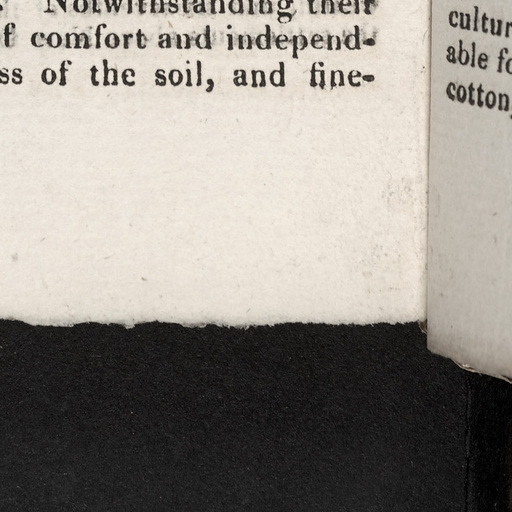 Notwithstanding their
f comfort and independ-
ss of the soil, and fine-
cultur
able fo
cotton,